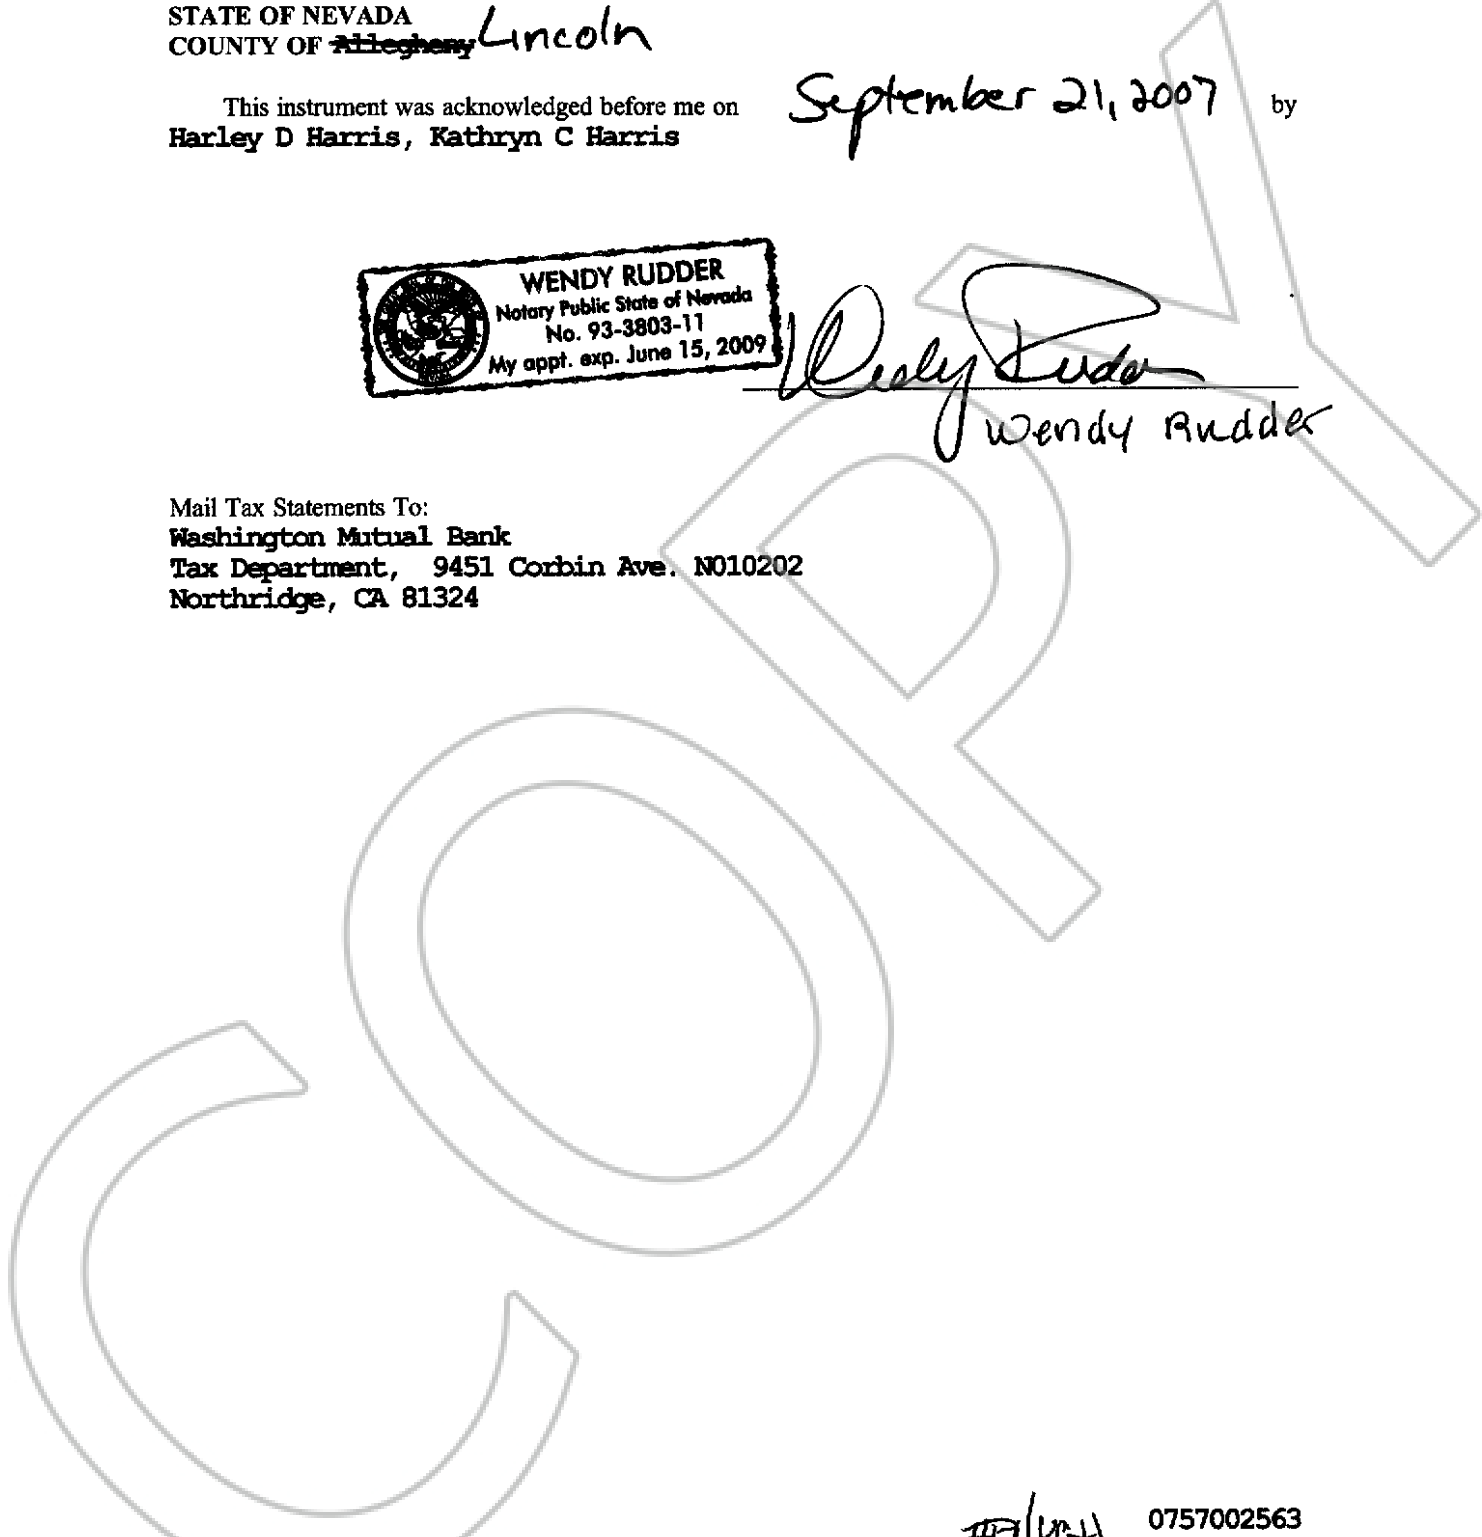 STATE OF NEVADA
COUNTY OF Allegheny Lincoln
This instrument was acknowledged before me on September 21, 2007 by
Harley D Harris, Kathryn C Harris
WENDY RUDDER
Notary Public State of Nevada
No. 93-3803-11
My appt. exp. June 15, 2009
Wendy Rudder
Wendy Rudder
Mail Tax Statements To:
Washington Mutual Bank
Tax Department, 9451 Corbin Ave. N010202
Northridge, CA 81324
COPY
0757002563